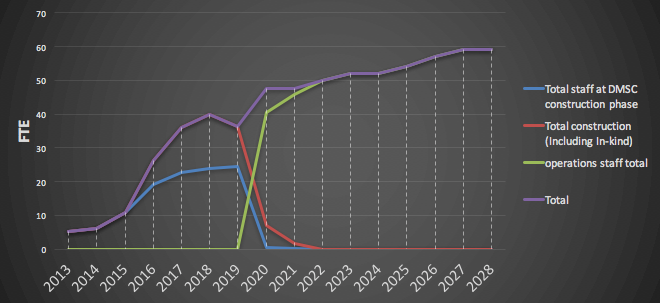 70
60
50
40
30
20
10
0
FTE
2013 2014 2015 2016 2017 2018 2019 2020 2021 2022 2023 2024 2025 2026 2027 2028
Total staff at DMSC
construction phase
Total construction
(Including In-kind)
operations staff total
Total